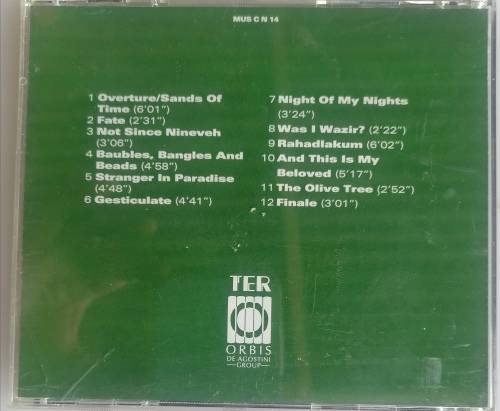 MUS C N 14
1 Overture/Sands Of
Time (6'01")
2 Fate (2'31")
3 Not Since Nineveh
(3'06")
4 Baubles, Bangles And
Beads (4'58")
5 Stranger In Paradise
(4'48")
6 Gesticulate (4'41")
7 Night Of My Nights
(3'24")
8 Was I Wazir? (2'22")
9 Rahadlakum (6'02")
10 And This Is My
Beloved (5'17")
11 The Olive Tree (2'52")
12 Finale (3'01")
TER
ORBIS
DE AGOSTINI
GROUP